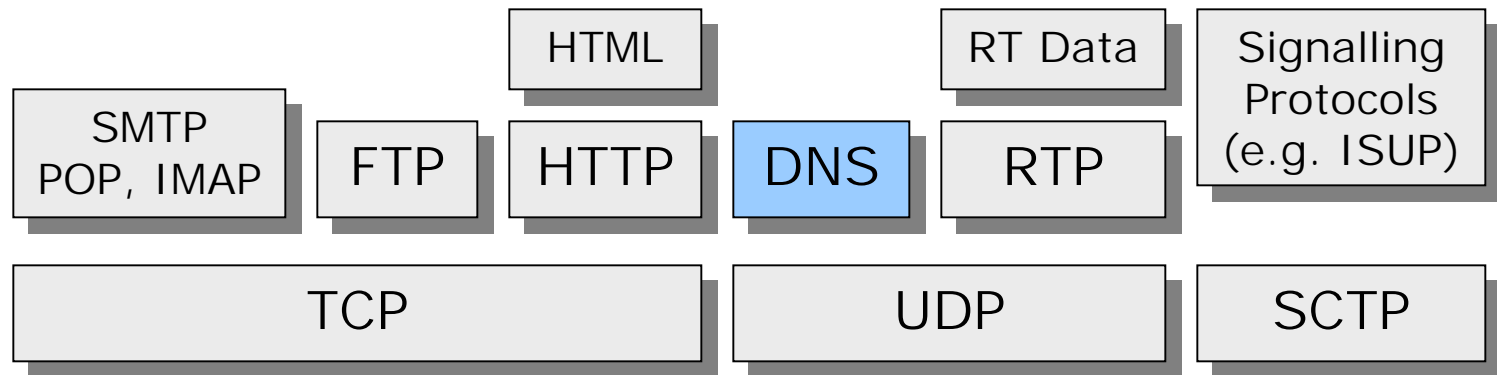 HTML
RT Data
Signalling
Protocols
(e.g. ISUP)
SMTP
POP, IMAP
FTP
HTTP
DNS
RTP
TCP
UDP
SCTP